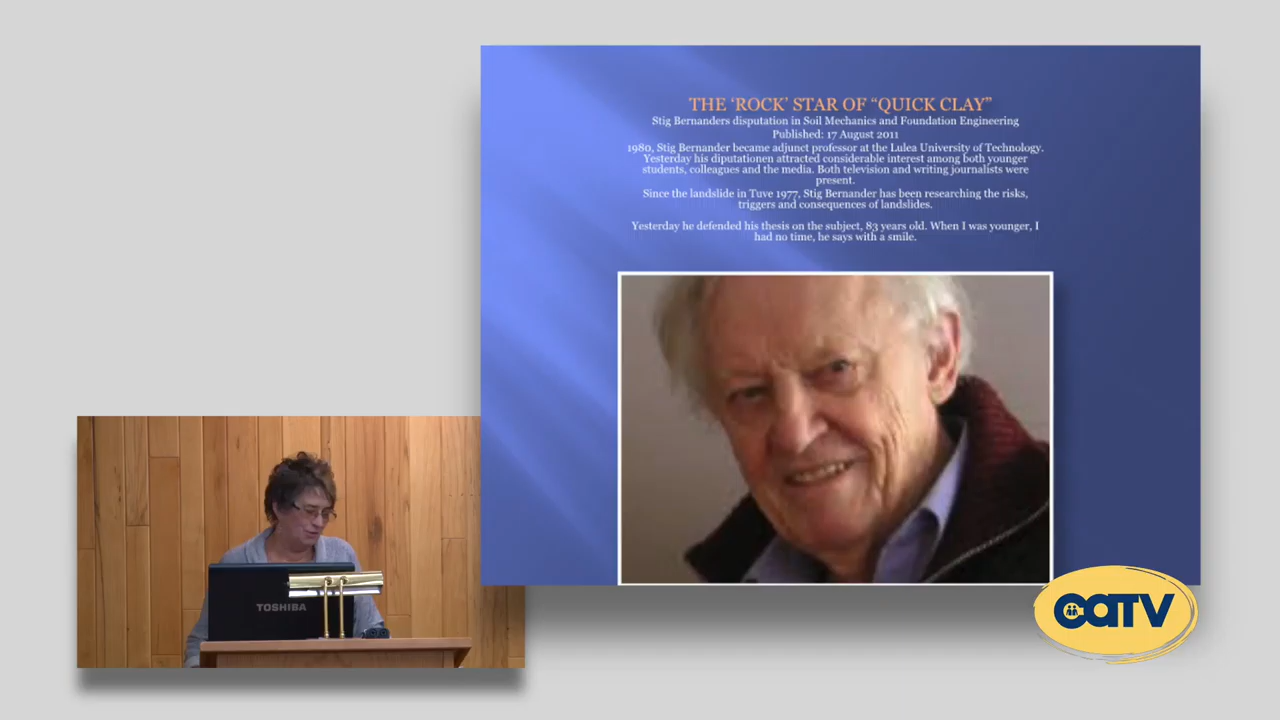 THE ‘ROCK’ STAR OF “QUICK CLAY”
Stig Bernanders disputation in Soil Mechanics and Foundation Engineering
Published: 17 August 2011
1980, Stig Bernander became adjunct professor at the Lulea University of Technology.
Yesterday his diputationen attracted considerable interest among both younger
students, colleagues and the media. Both television and writing journalists were
present.
Since the landslide in Tuve 1977, Stig Bernander has been researching the risks,
triggers and consequences of landslides.
Yesterday he defended his thesis on the subject, 83 years old. When I was younger, I
had no time, he says with a smile.
TOSHIBA
CATV